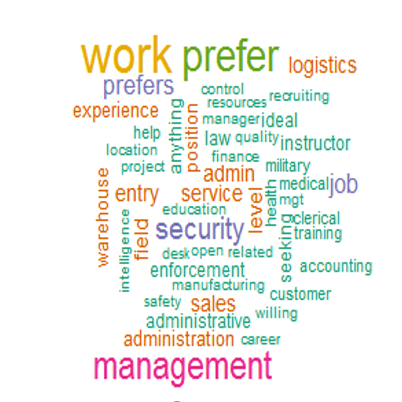 work prefer
logistics
prefers
control
recruiting
resources
experience
anything
position
manager
ideal
help
law
quality
instructor
location
finance
project
admin
military
warehouse
entry
service
level
health
medical
job
mgt
education
intelligence
field
security
seeking
clerical
training
desk
open
related
enforcement
accounting
manufacturing
customer
safety
sales
willing
administrative
administration
career
management